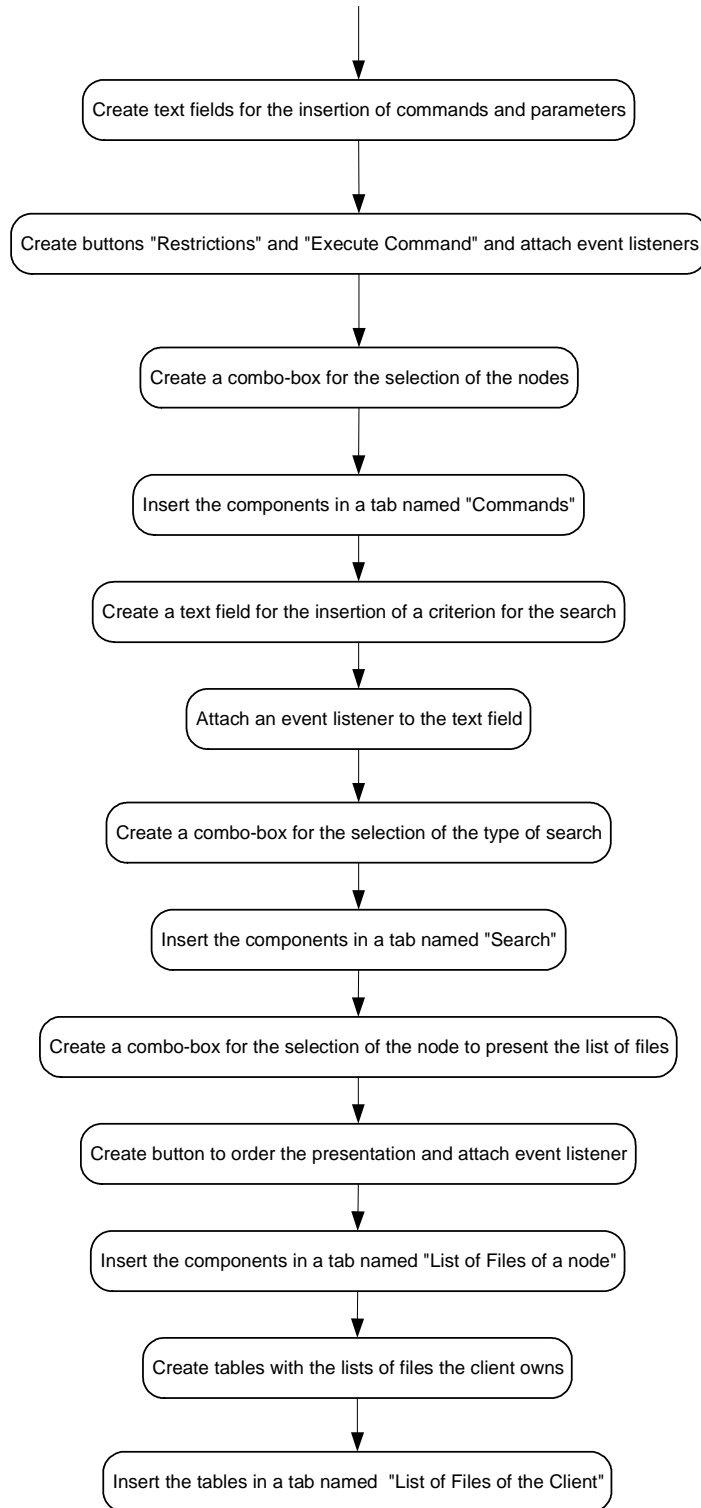 Create text fields for the insertion of commands and parameters
Create buttons "Restrictions" and "Execute Command" and attach event listeners
Create a combo-box for the selection of the nodes
Insert the components in a tab named "Commands"
Create a text field for the insertion of a criterion for the search
Attach an event listener to the text field
Create a combo-box for the selection of the type of search
Insert the components in a tab named "Search"
Create a combo-box for the selection of the node to present the list of files
Create button to order the presentation and attach event listener
Insert the components in a tab named "List of Files of a node"
Create tables with the lists of files the client owns
Insert the tables in a tab named  "List of Files of the Client"